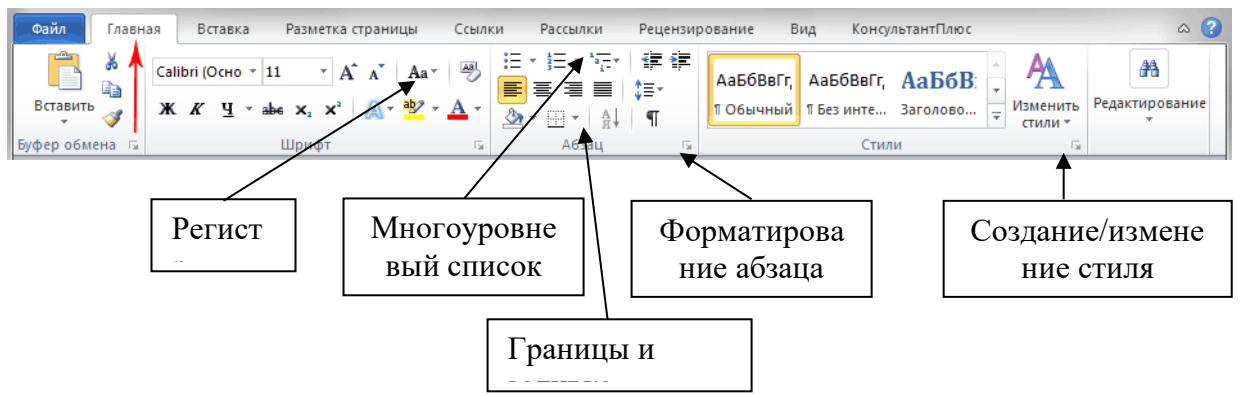 Файл Главная Вставка Разметка страницы Ссылки Рассылки Рецензирование Вид КонсультантПлюс
Calibri (Осно 11 Aa
АаБбВвГг, АаБбВвГг, АаБбВ
Вставить
Ж К Ч abe x₂ x²
¶ Обычный ¶ Без инте... Заголово...
Изменить стили
Редактирование
Буфер обмена Шрифт Абзац Стили
Регист
Многоуровне
вый список
Форматирова
ние абзаца
Создание/измене
ние стиля
Границы и